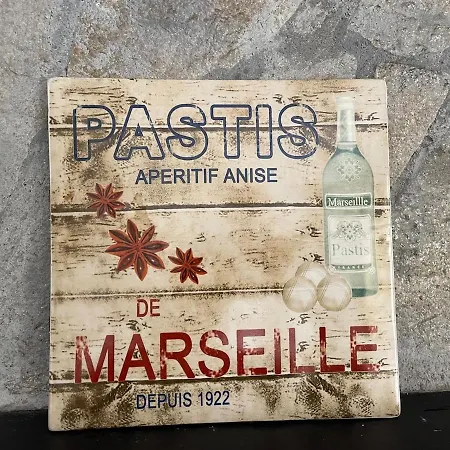 PASTIS
APERITIF ANISE
Marseille
Pastis
DE
MARSEILLE
DEPUIS 1922